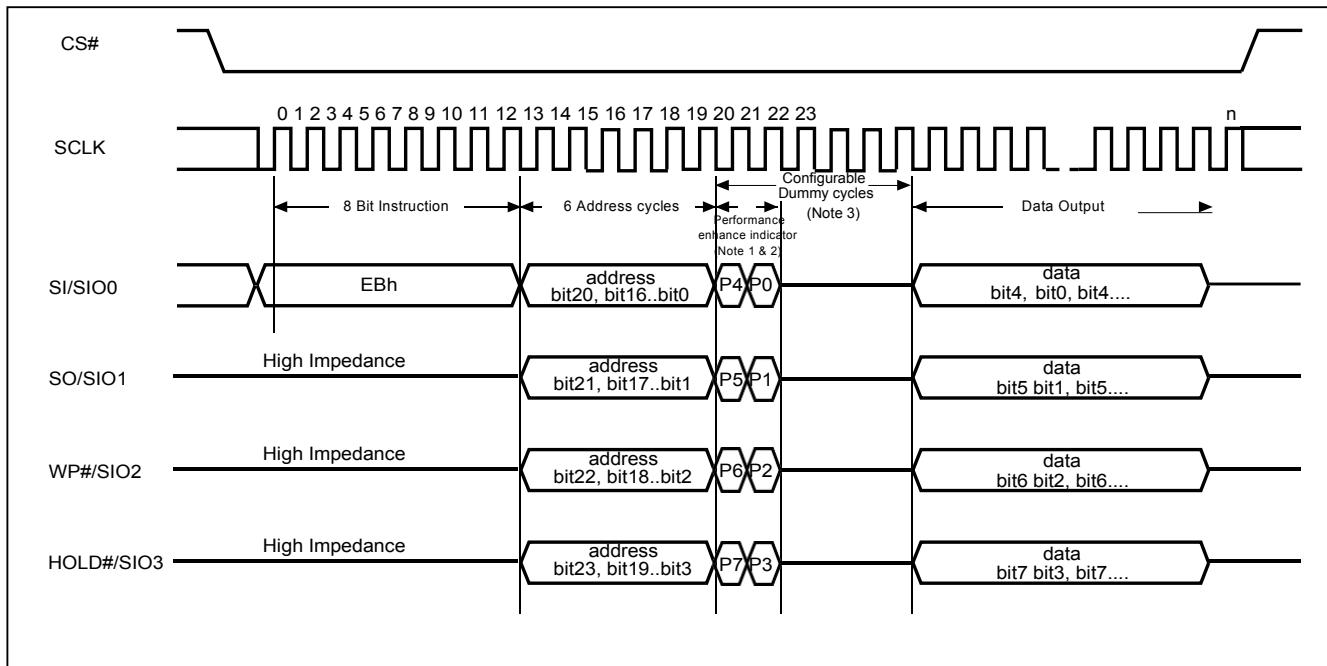 CS#
0 1 2 3 4 5 6 7 8 9 10 11 12 13 14 15 16 17 18 19 20 21 22 23
n
SCLK
Configurable
Dummy cycles
(Note 3)
8 Bit Instruction
6 Address cycles
Performance
enhance indicator
(Note 1 & 2)
Data Output
SI/SIO0
EBh
address
bit20, bit16..bit0
P4
P0
data
bit4, bit0, bit4....
SO/SIO1
High Impedance
address
bit21, bit17..bit1
P5
P1
data
bit5 bit1, bit5....
WP#/SIO2
High Impedance
address
bit22, bit18..bit2
P6
P2
data
bit6 bit2, bit6....
HOLD#/SIO3
High Impedance
address
bit23, bit19..bit3
P7
P3
data
bit7 bit3, bit7....